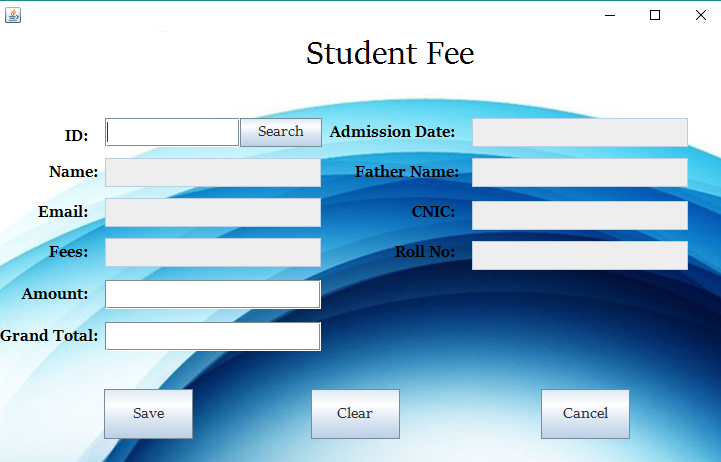 Student Fee
ID: Search Admission Date:
Name: Father Name:
Email: CNIC:
Fees: Roll No:
Amount:
Grand Total:
Save Clear Cancel